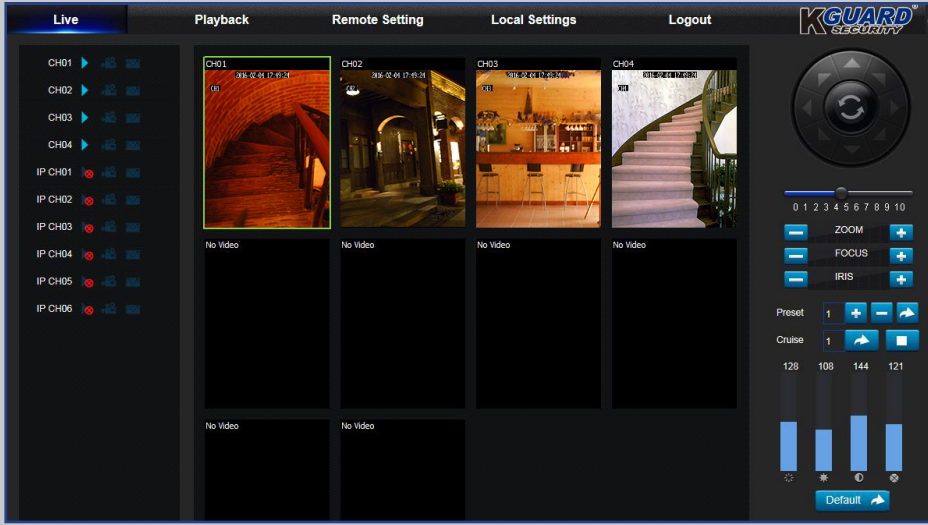 Live Playback Remote Setting Local Settings Logout
KGUARD®
SECURITY
CH01
CH02
CH03
CH04
IP CH01
IP CH02
IP CH03
IP CH04
IP CH05
IP CH06
CH01 CH02 CH03 CH04
2016-02-04 17:49:24 2016-02-04 17:49:24 2016-02-04 17:49:24 2016-02-04 17:49:24
No Video No Video No Video No Video
No Video No Video
0 1 2 3 4 5 6 7 8 9 10
ZOOM
FOCUS
IRIS
Preset 1
Cruise 1
128 108 144 121
Default